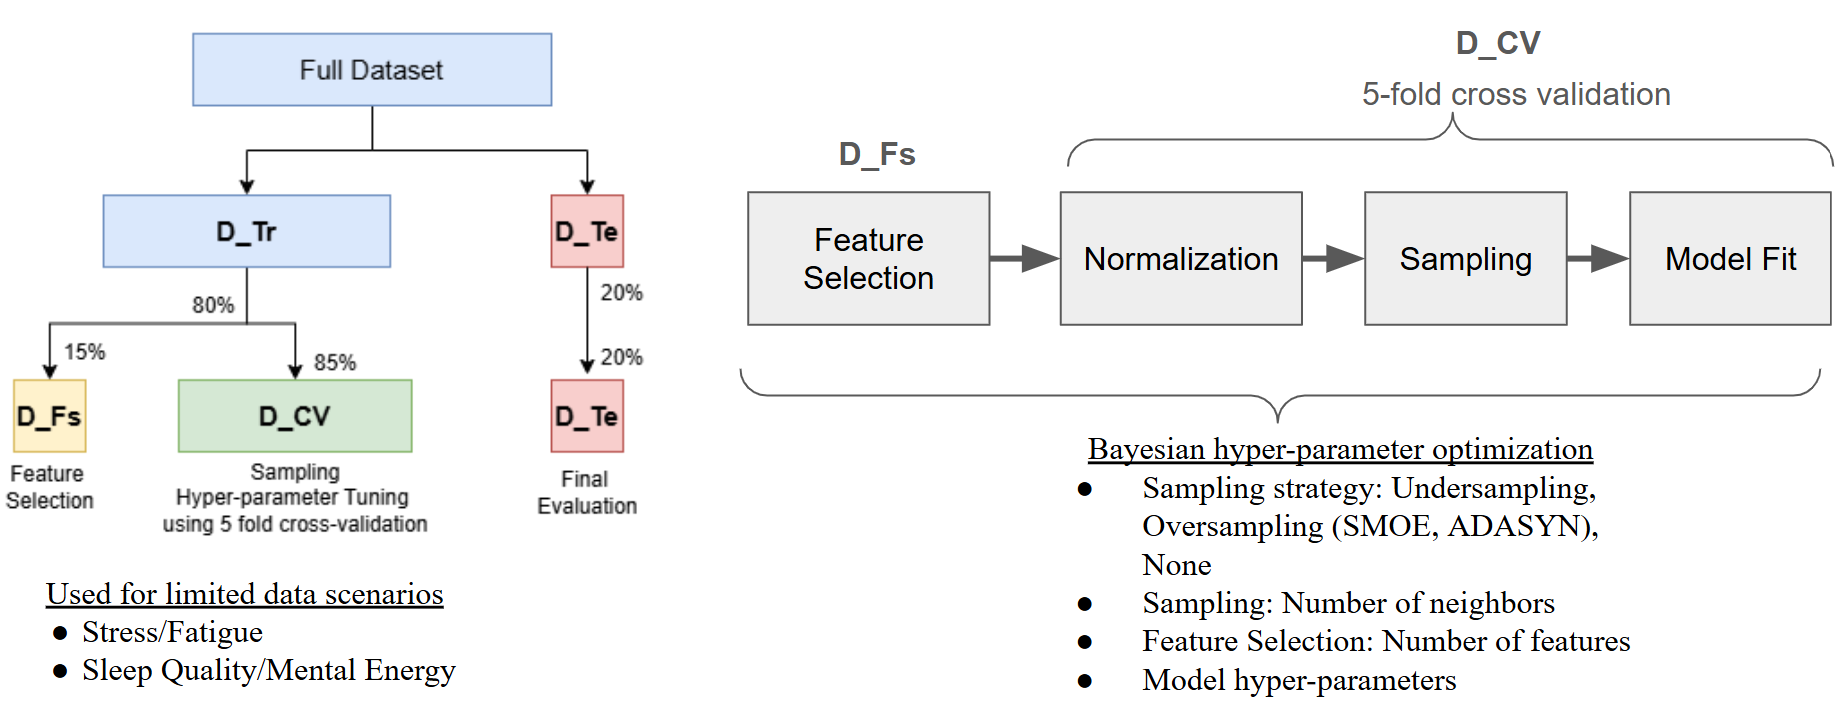 Full Dataset
D_Tr
D_Te
80%
20%
15%
85%
20%
D_Fs
D_CV
D_Te
Feature
Selection
Sampling
Hyper-parameter Tuning
using 5 fold cross-validation
Final
Evaluation
Used for limited data scenarios
● Stress/Fatigue
● Sleep Quality/Mental Energy
D_CV
5-fold cross validation
D_Fs
Feature
Selection
Normalization
Sampling
Model Fit
Bayesian hyper-parameter optimization
● Sampling strategy: Undersampling,
Oversampling (SMOE, ADASYN),
None
● Sampling: Number of neighbors
● Feature Selection: Number of features
● Model hyper-parameters